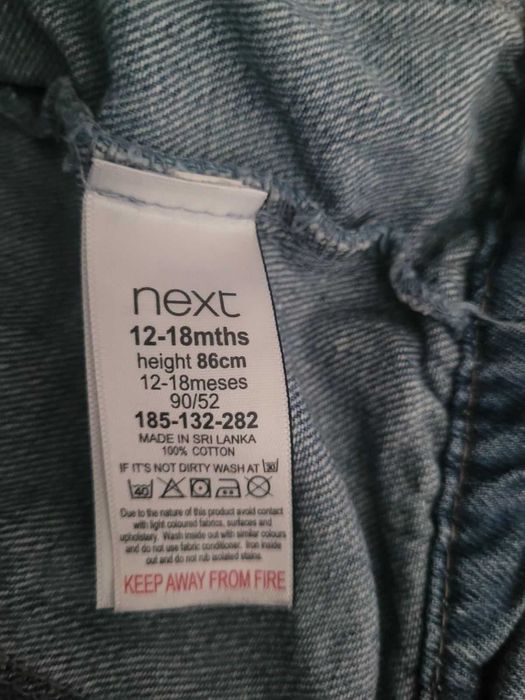 next
12-18mths
height 86cm
12-18meses
90/52
185-132-282
MADE IN SRI LANKA
100% COTTON
IF IT'S NOT DIRTY WASH AT 30
40
Due to the nature of this product avoid contact
with light coloured fabrics, surfaces and
upholstery. Wash inside out with similar colours
and do not use fabric conditioner. Iron inside
out and do not rub isolated stains.
KEEP AWAY FROM FIRE